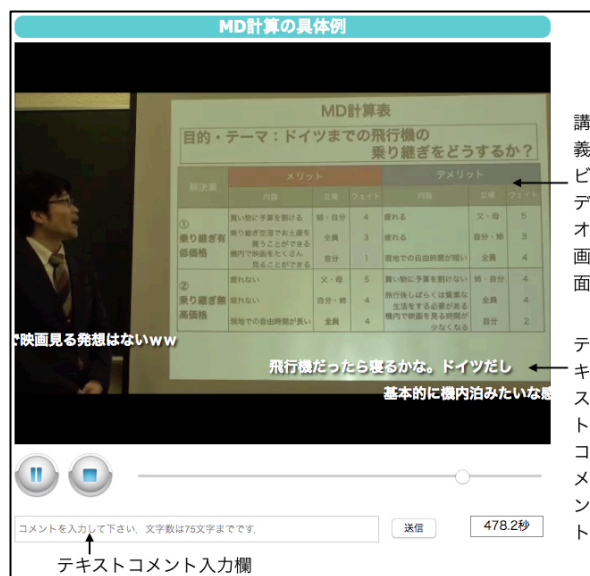 MD計算の具体例
MD計算表
目的・テーマ：ドイツまでの飛行機の
乗り継ぎをどうするか？
解決案
メリット
デメリット
内容
立場
ウェイト
内容
立場
ウェイト
①
乗り継ぎ有
低価格
買い物に予算を割ける
姉・自分
4
疲れる
父・母
5
乗り継ぎ空港でお土産を
買うことができる
全員
3
疲れる
自分・姉
3
機内で映画をたくさん
見ることができる
自分
1
現地での自由時間が短い
全員
4
②
乗り継ぎ無
高価格
疲れない
父・母
5
買い物に予算を割けない
姉・自分
4
疲れない
自分・姉
4
旅行後しばらくは質素な
生活をする必要がある
全員
4
現地での自由時間が長い
全員
4
機内で映画を見る時間が
少なくなる
自分
2
で映画見る発想はないｗｗ
飛行機だったら寝るかな。ドイツだし
基本的に機内泊みたいな感
コメントを入力して下さい，文字数は75文字までです．
送信
478.2秒
テキストコメント入力欄
講義ビデオ画面
テキストコメント